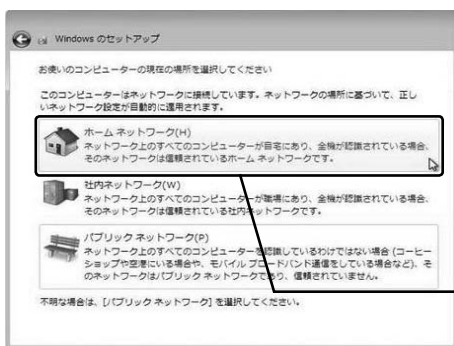 Windows のセットアップ
お使いのコンピューターの現在の場所を選択してください
このコンピューターはネットワークに接続しています。ネットワークの場所に基づいて、正し
いネットワーク設定が自動的に適用されます。
ホーム ネットワーク(H)
ネットワーク上のすべてのコンピューターが自宅にあり、全機が認識されている場合、
そのネットワークは信頼されているホーム ネットワークです。
社内ネットワーク(W)
ネットワーク上のすべてのコンピューターが職場にあり、全機が認識されている場合、
そのネットワークは信頼されている社内ネットワークです。
パブリック ネットワーク(P)
ネットワーク上のすべてのコンピューターを認識しているわけではない場合 (コーヒー
ショップや空港にいる場合や、モバイル ブロードバンド通信をしている場合など)、そ
のネットワークはパブリック ネットワークであり、信頼されていません。
不明な場合は、[パブリック ネットワーク] を選択してください。